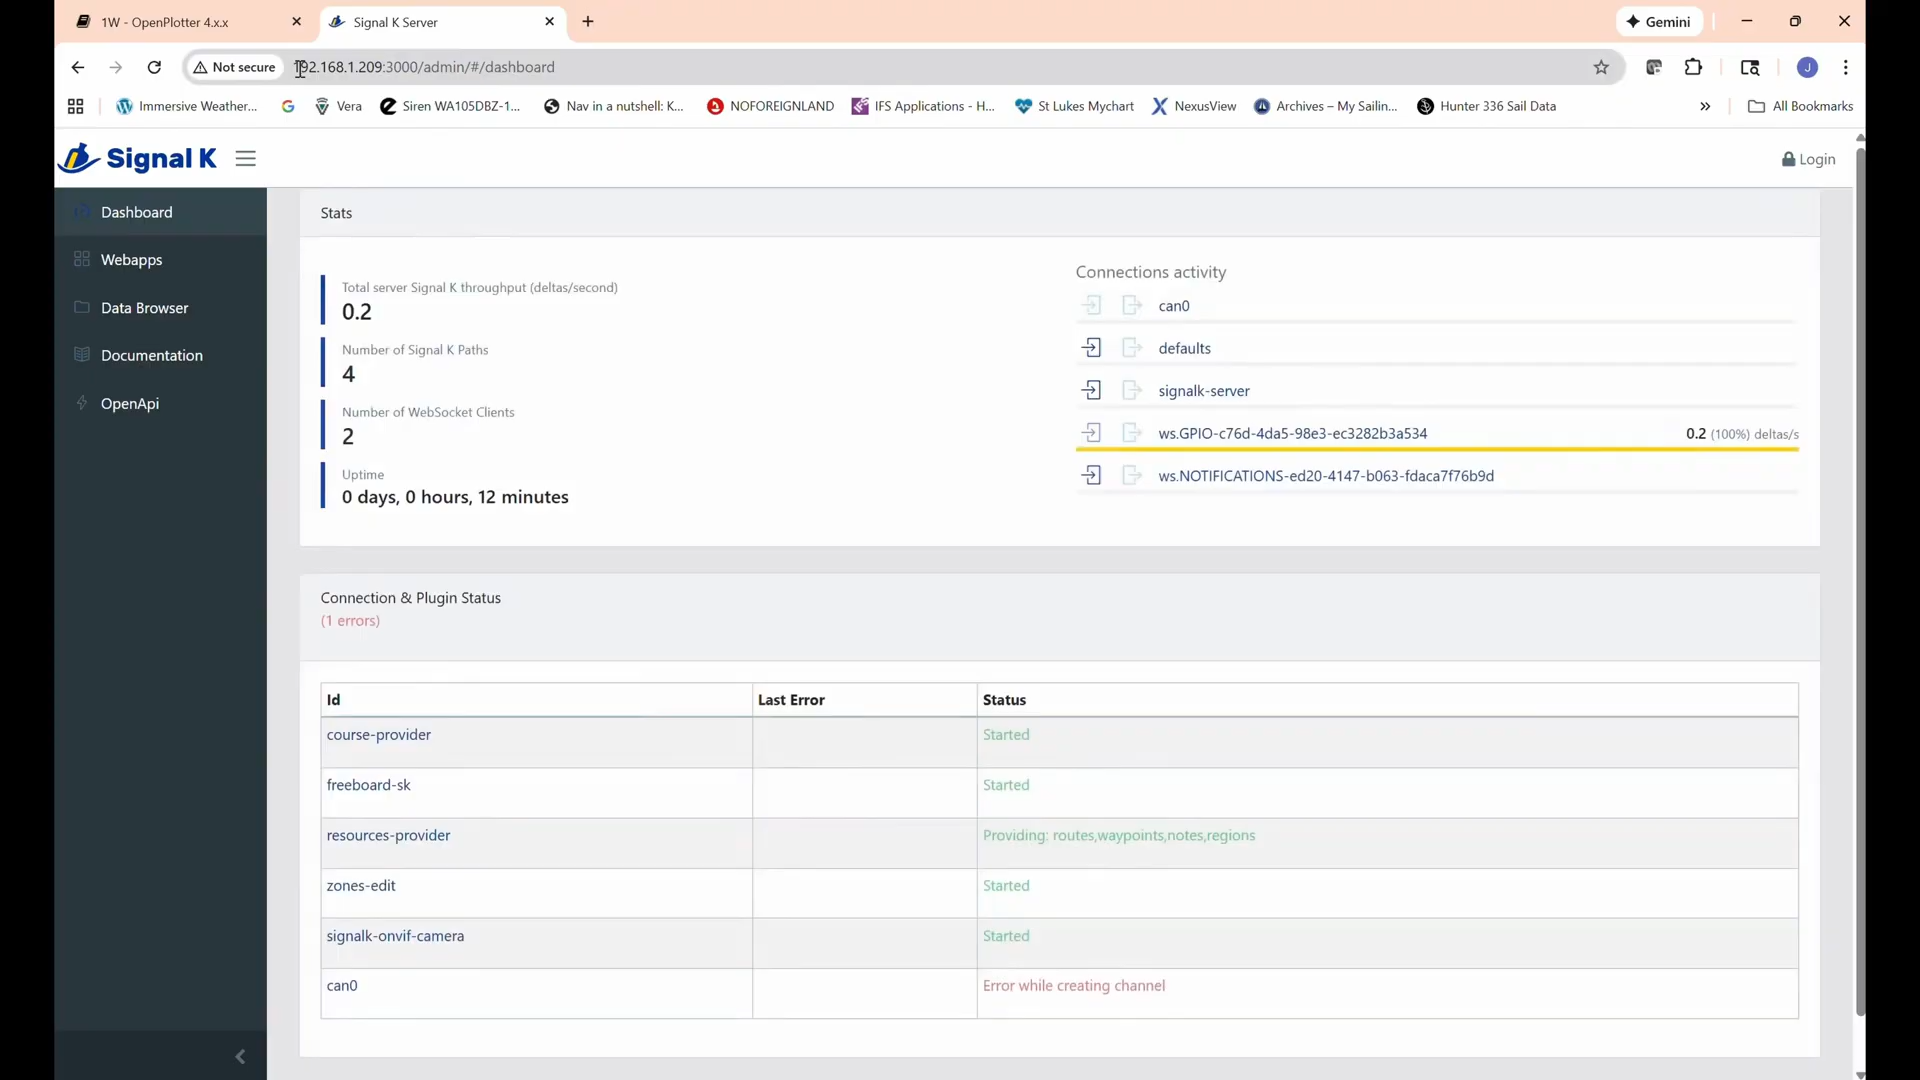 1W - OpenPlotter 4.x.x
Signal K Server
Gemini
Not secure
192.168.1.209:3000/admin/#/dashboard
J
Immersive Weather...
Vera
Siren WA105DBZ-1...
Nav in a nutshell: K...
NOFOREIGNLAND
IFS Applications - H...
St Lukes Mychart
NexusView
Archives – My Sailin...
Hunter 336 Sail Data
All Bookmarks
Signal K
Login
Dashboard
Webapps
Data Browser
Documentation
OpenApi
Stats
Total server Signal K throughput (deltas/second)
0.2
Number of Signal K Paths
4
Number of WebSocket Clients
2
Uptime
0 days, 0 hours, 12 minutes
Connections activity
can0
defaults
signalk-server
ws.GPIO-c76d-4da5-98e3-ec3282b3a534 0.2 (100%) deltas/s
ws.NOTIFICATIONS-ed20-4147-b063-fdaca7f76b9d
Connection & Plugin Status
(1 errors)
Id Last Error Status
course-provider Started
freeboard-sk Started
resources-provider Providing: routes,waypoints,notes,regions
zones-edit Started
signalk-onvif-camera Started
can0 Error while creating channel